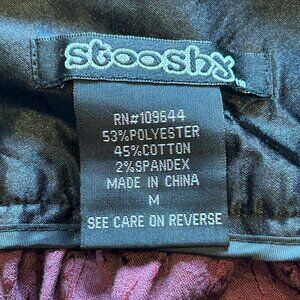 stooshy
RN#109644
53%POLYESTER
45%COTTON
2%SPANDEX
MADE IN CHINA
M
SEE CARE ON REVERSE